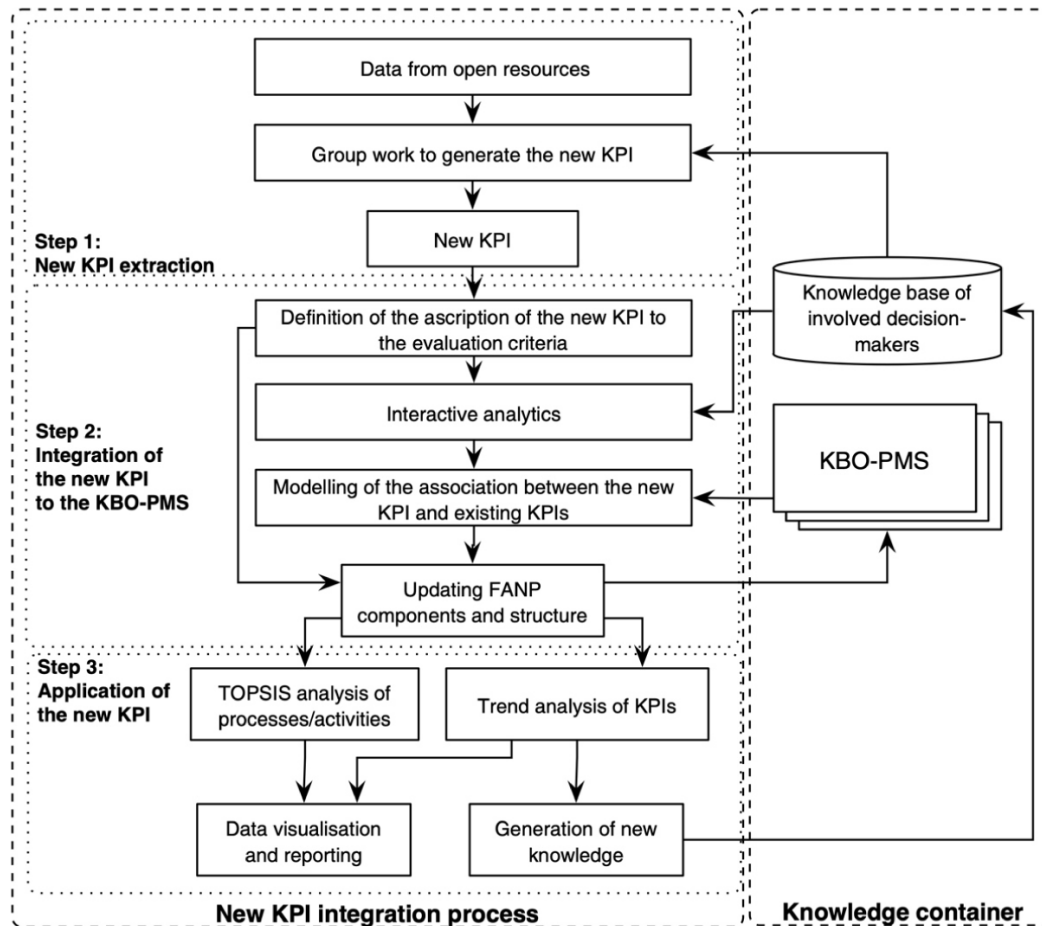 Data from open resources
Group work to generate the new KPI
New KPI
Step 1:
New KPI extraction
Definition of the ascription of the new KPI to
the evaluation criteria
Interactive analytics
Modelling of the association between the new
KPI and existing KPIs
Updating FANP
components and structure
Step 2:
Integration of
the new KPI
to the KBO-PMS
Step 3:
Application of
the new KPI
TOPSIS analysis of
processes/activities
Trend analysis of KPIs
Data visualisation
and reporting
Generation of new
knowledge
New KPI integration process
Knowledge base of
involved decision-
makers
KBO-PMS
Knowledge container